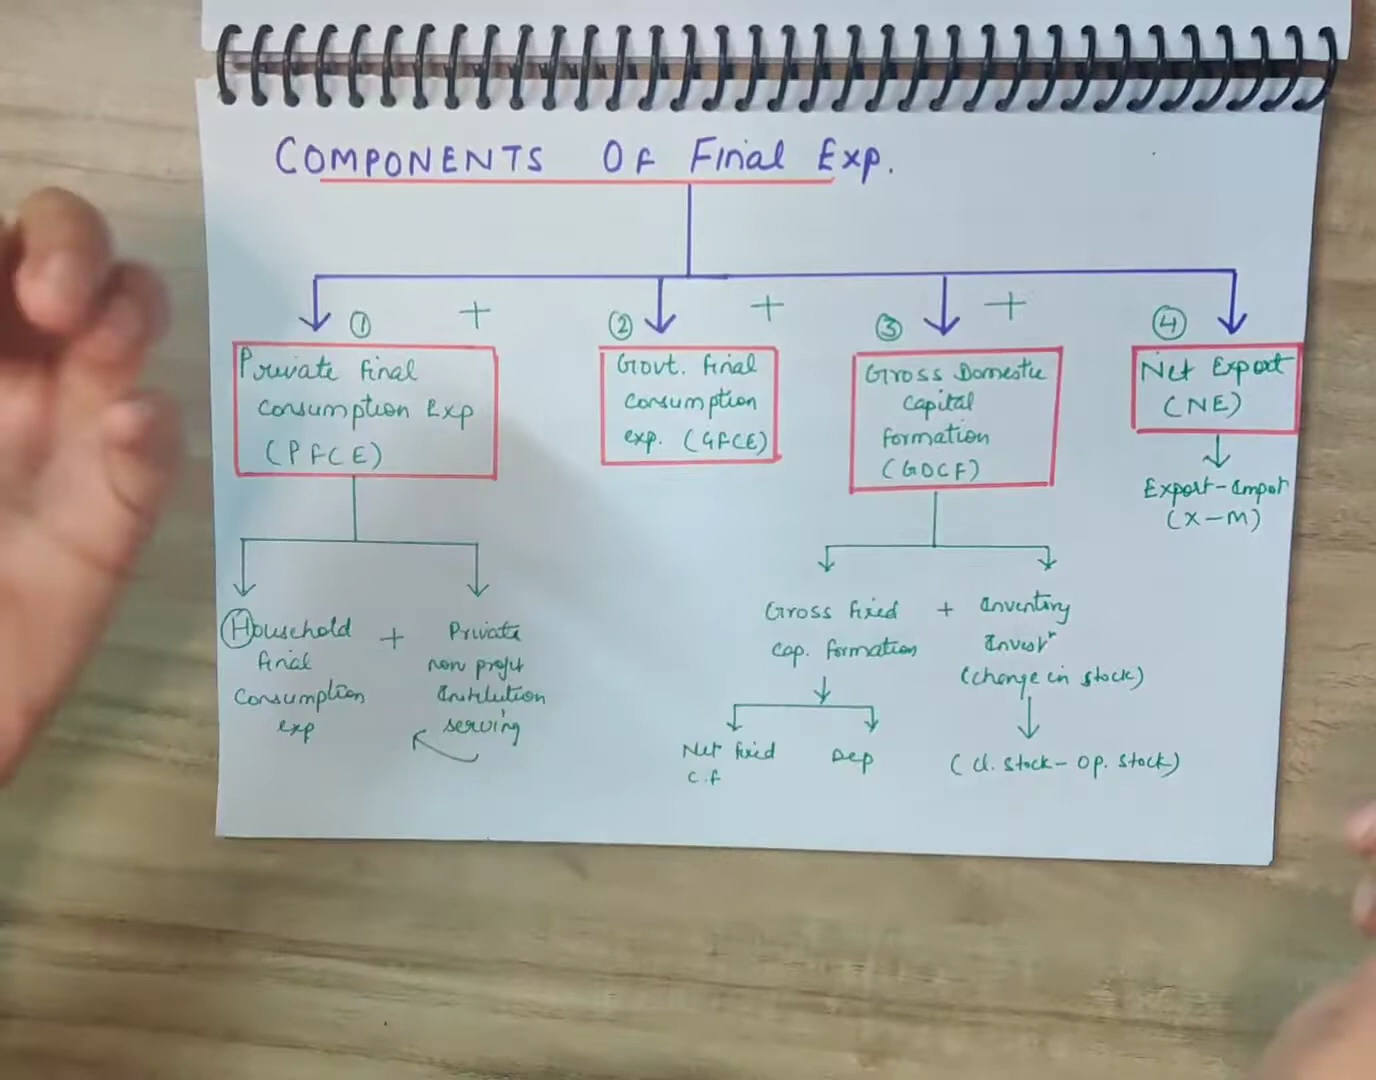 COMPONENTS OF Final Exp.
① + ② + ③ + ④
Private final
consumption Exp
(PFCE)
Govt. final
consumption
exp. (GFCE)
Gross Domestic
Capital
formation
(GDCF)
Net Export
(NE)
Export-Import
(X-M)
Household
final
consumption
exp
+
Private
non profit
Institution
serving
Gross fixed
cap. formation
+
Inventory
Invest^n
(change in stock)
Net fixed
C.f
Dep
(Cl. Stock - Op. Stock)